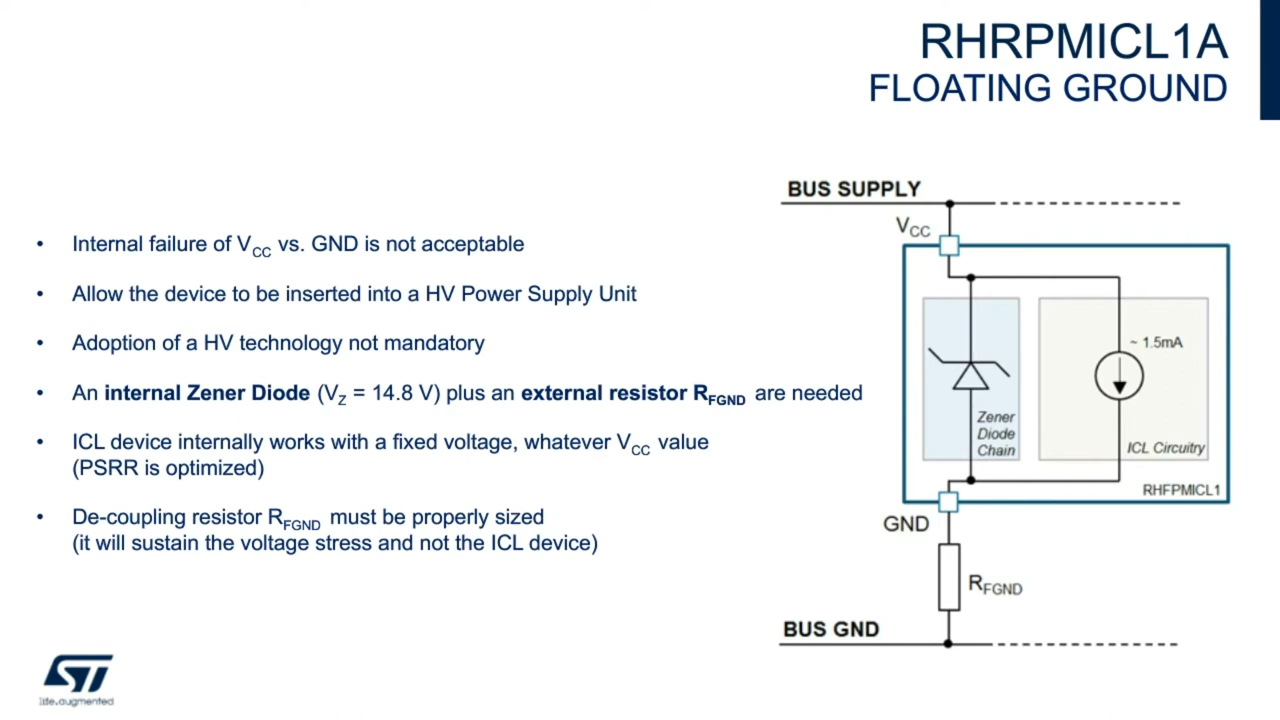 RHRPMICL1A
FLOATING GROUND
• Internal failure of VCC vs. GND is not acceptable
• Allow the device to be inserted into a HV Power Supply Unit
• Adoption of a HV technology not mandatory
• An internal Zener Diode (VZ = 14.8 V) plus an external resistor RFGND are needed
• ICL device internally works with a fixed voltage, whatever VCC value
(PSRR is optimized)
• De-coupling resistor RFGND must be properly sized
(it will sustain the voltage stress and not the ICL device)
BUS SUPPLY
VCC
~ 1.5mA
Zener
Diode
Chain
ICL Circuitry
RHFPMICL1
GND
RFGND
BUS GND
ST
life.augmented